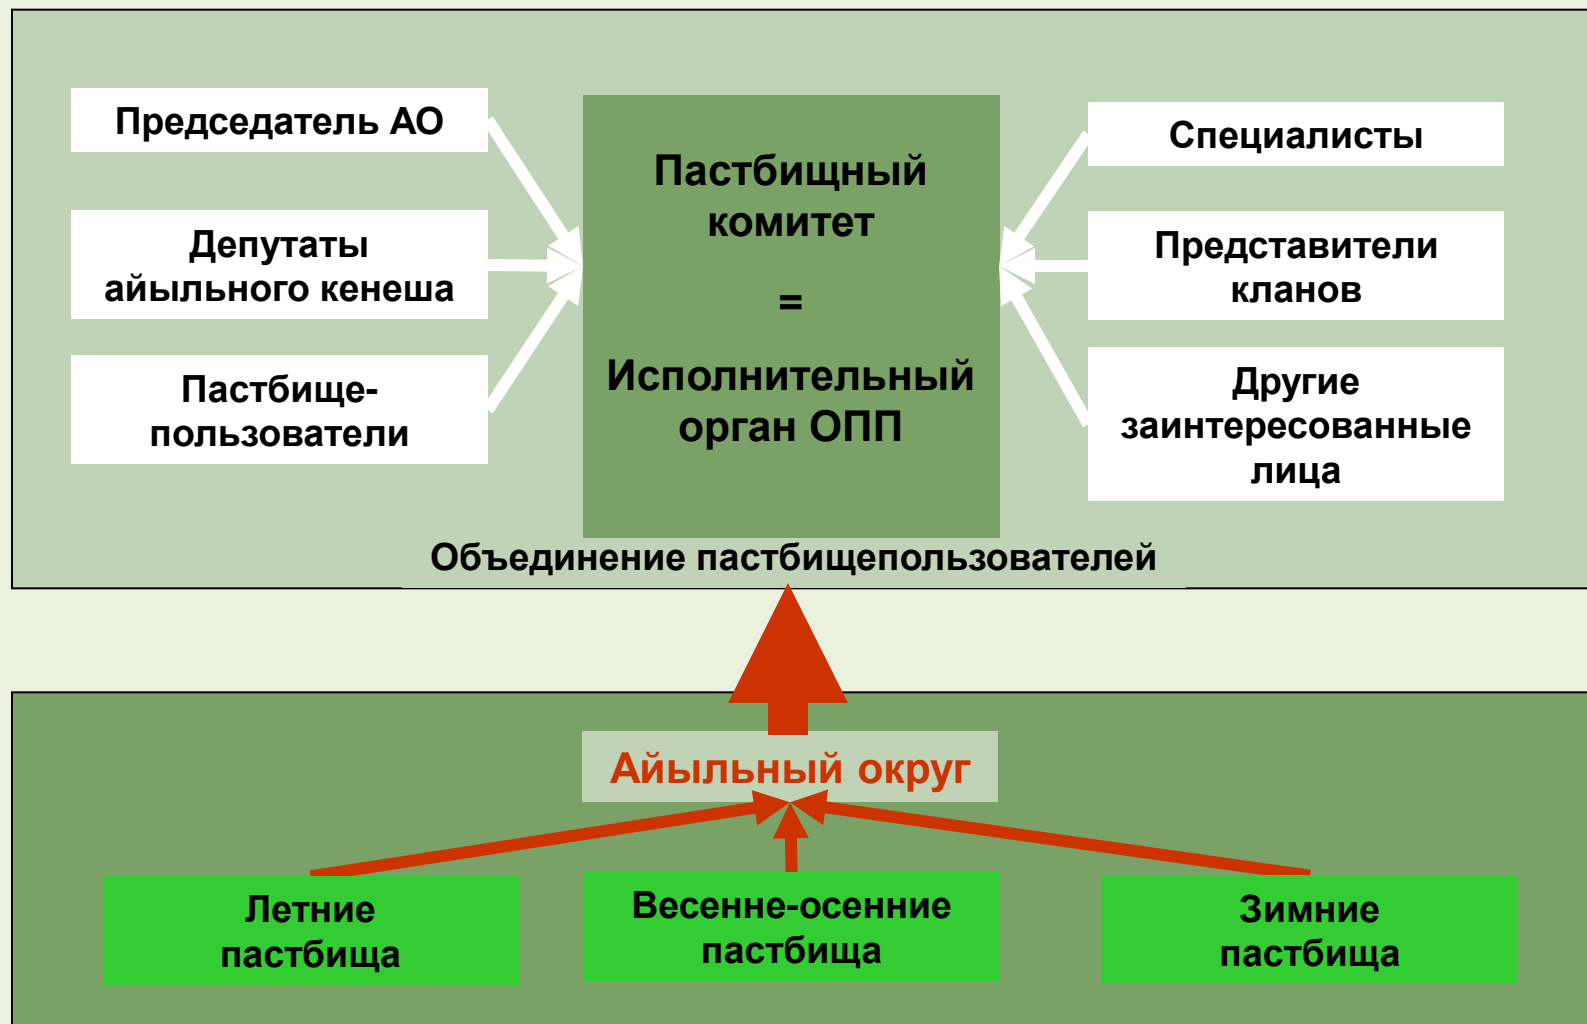 Председатель АО
Депутаты
айыльного кенеша
Пастбище-
пользователи
Пастбищный
комитет
=
Исполнительный
орган ОПП
Специалисты
Представители
кланов
Другие
заинтересованные
лица
Объединение пастбищепользователей
Айыльный округ
Летние
пастбища
Весенне-осенние
пастбища
Зимние
пастбища